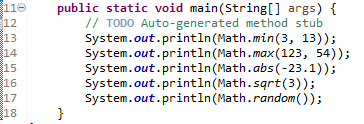 11 public static void main(String[] args) {
12 // TODO Auto-generated method stub
13 System.out.println(Math.min(3, 13));
14 System.out.println(Math.max(123, 54));
15 System.out.println(Math.abs(-23.1));
16 System.out.println(Math.sqrt(3));
17 System.out.println(Math.random());
18 }